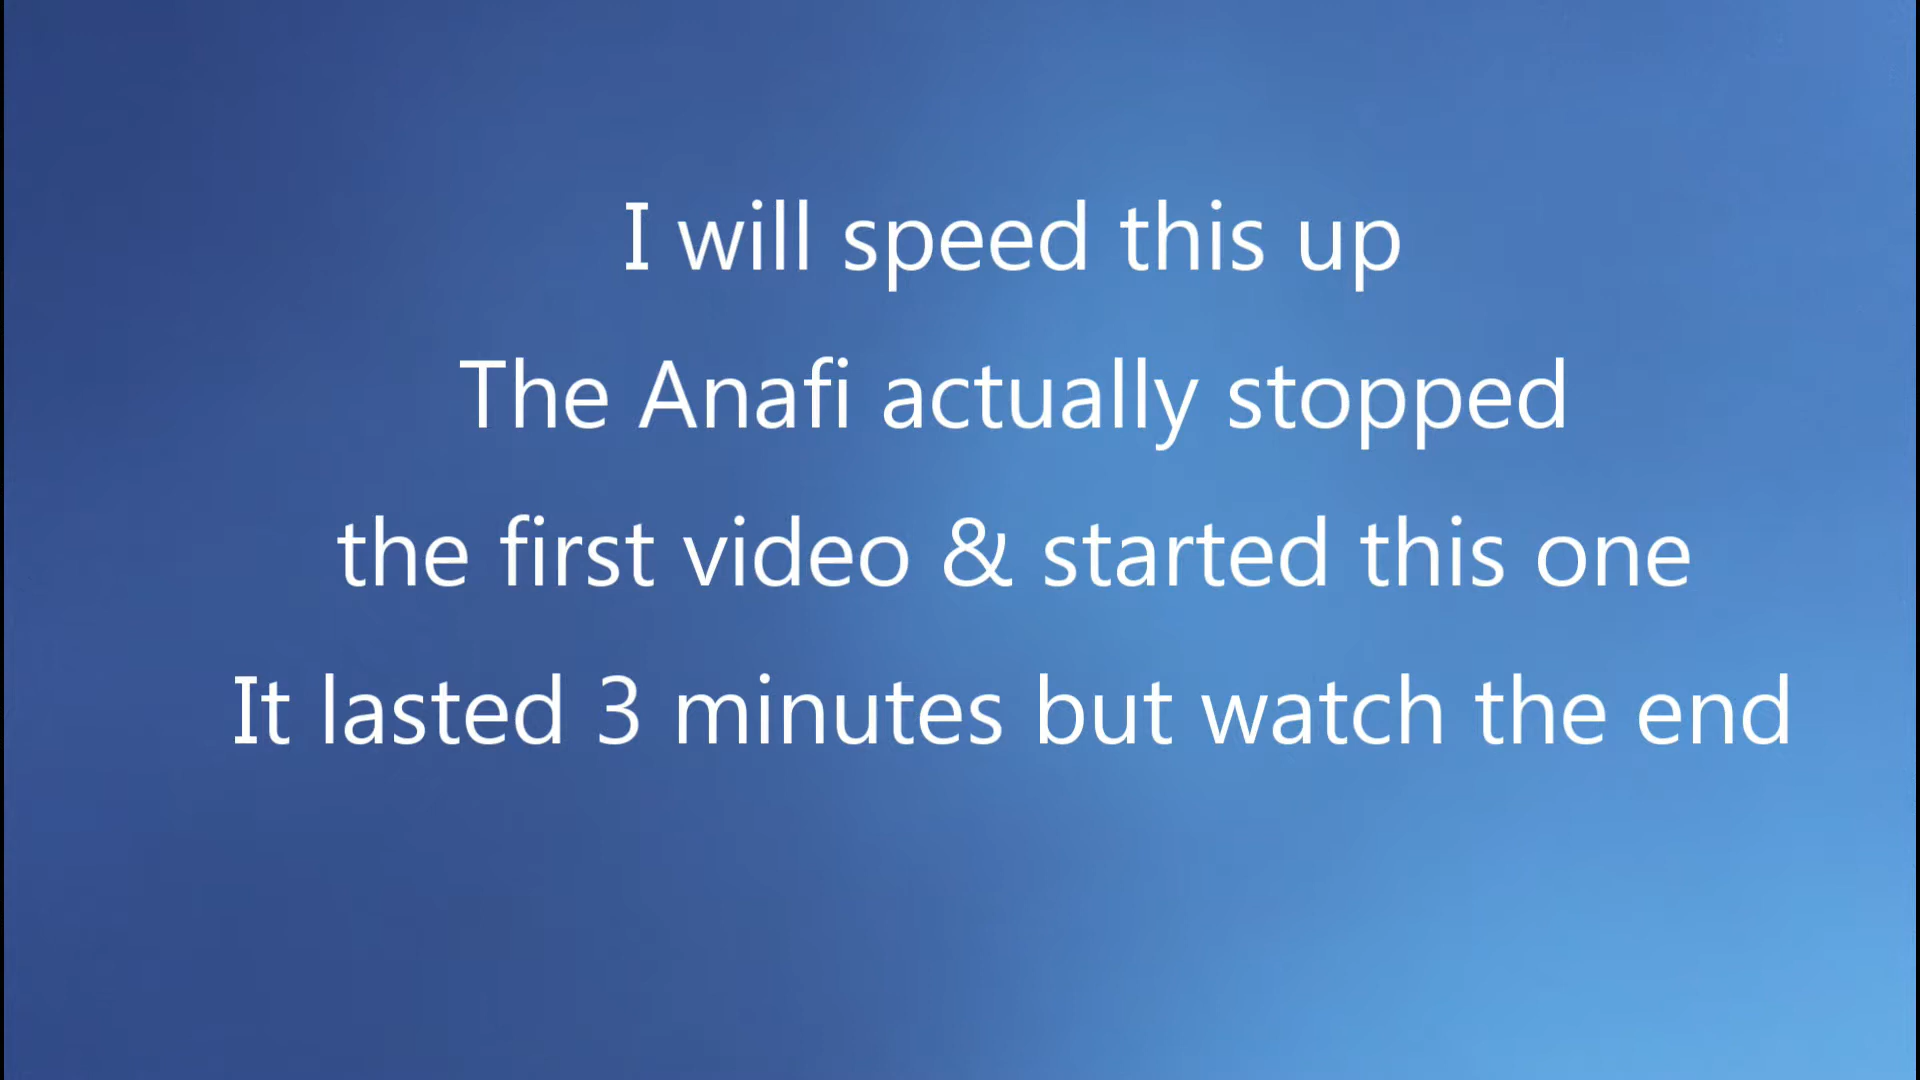 I will speed this up
The Anafi actually stopped
the first video & started this one
It lasted 3 minutes but watch the end